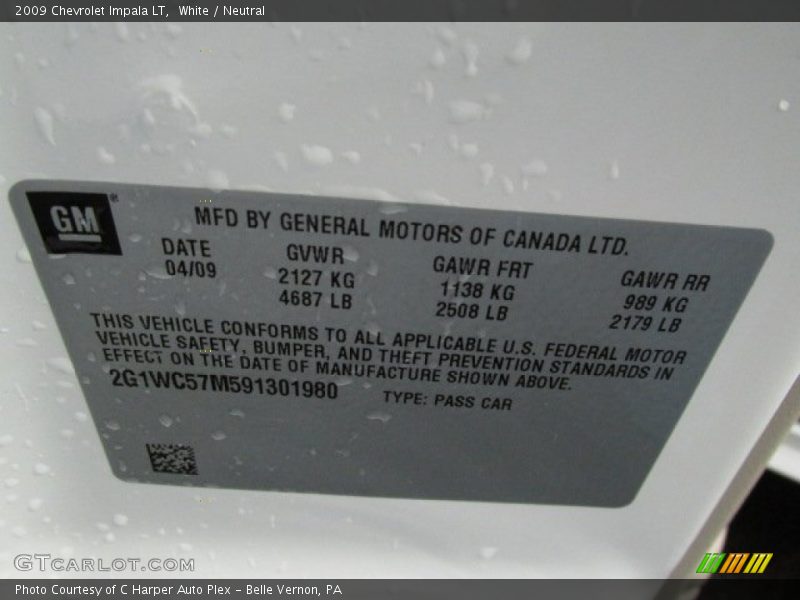 2009 Chevrolet Impala LT, White / Neutral
GM
MFD BY GENERAL MOTORS OF CANADA LTD.
DATE GVWR GAWR FRT GAWR RR
04/09 2127 KG 1138 KG 989 KG
4687 LB 2508 LB 2179 LB
THIS VEHICLE CONFORMS TO ALL APPLICABLE U.S. FEDERAL MOTOR
VEHICLE SAFETY, BUMPER, AND THEFT PREVENTION STANDARDS IN
EFFECT ON THE DATE OF MANUFACTURE SHOWN ABOVE.
2G1WC57M591301980 TYPE: PASS CAR
GTCARLOT.COM
Photo Courtesy of C Harper Auto Plex – Belle Vernon, PA